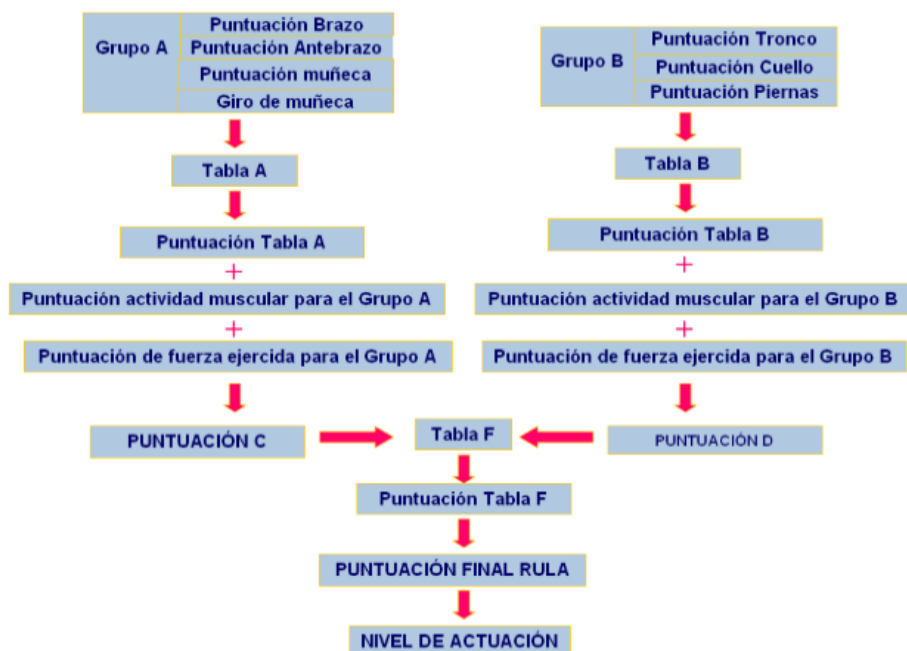 Grupo A
Puntuación Brazo
Puntuación Antebrazo
Puntuación muñeca
Giro de muñeca
Grupo B
Puntuación Tronco
Puntuación Cuello
Puntuación Piernas
Tabla A
Tabla B
Puntuación Tabla A
Puntuación Tabla B
+
+
Puntuación actividad muscular para el Grupo A
Puntuación actividad muscular para el Grupo B
+
+
Puntuación de fuerza ejercida para el Grupo A
Puntuación de fuerza ejercida para el Grupo B
PUNTUACIÓN C
Tabla F
PUNTUACIÓN D
Puntuación Tabla F
PUNTUACIÓN FINAL RULA
NIVEL DE ACTUACIÓN